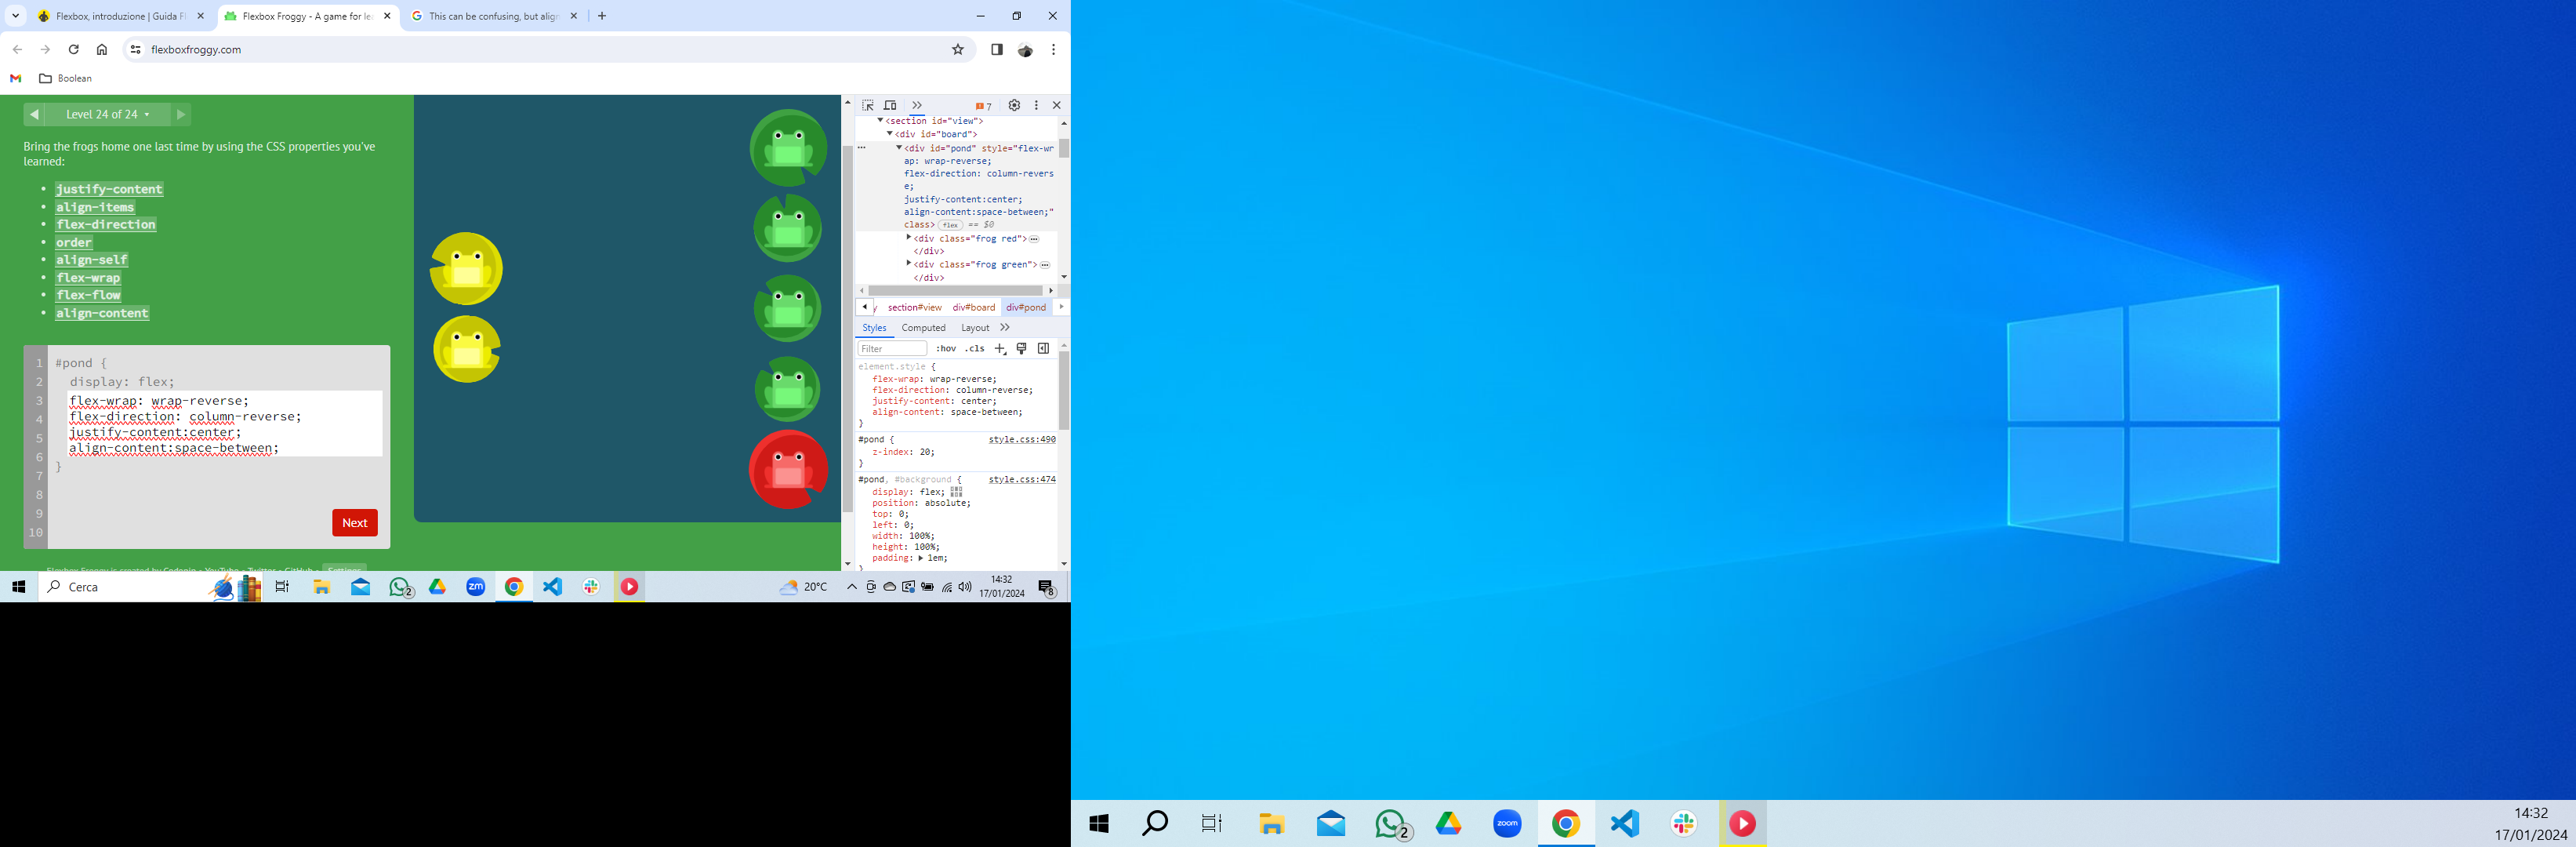 Flexbox, introduzione | Guida Fl
Flexbox Froggy - A game for le
This can be confusing, but align
flexboxfroggy.com
Boolean
Level 24 of 24
Bring the frogs home one last time by using the CSS properties you've
learned:
justify-content
align-items
flex-direction
order
align-self
flex-wrap
flex-flow
align-content
1 #pond {
2 display: flex;
3 flex-wrap: wrap-reverse;
4 flex-direction: column-reverse;
5 justify-content:center;
6 align-content:space-between;
7 }
8
9
10
Next
Flexbox Froggy is created by Codepip • YouTube • Twitter • GitHub • Settings
7
<section id="view">
<div id="board">
<div id="pond" style="flex-wr
ap: wrap-reverse;
flex-direction: column-revers
e;
justify-content:center;
align-content:space-between;"
class> flex == $0
<div class="frog red">
</div>
<div class="frog green">
</div>
y section#view div#board div#pond
Styles Computed Layout
Filter :hov .cls
element.style {
flex-wrap: wrap-reverse;
flex-direction: column-reverse;
justify-content: center;
align-content: space-between;
}
#pond { style.css:490
z-index: 20;
}
#pond, #background { style.css:474
display: flex;
position: absolute;
top: 0;
left: 0;
width: 100%;
height: 100%;
padding: 1em;
}
Cerca
2
zm
20°C
14:32
17/01/2024
8
2
zoom
14:32
17/01/2024